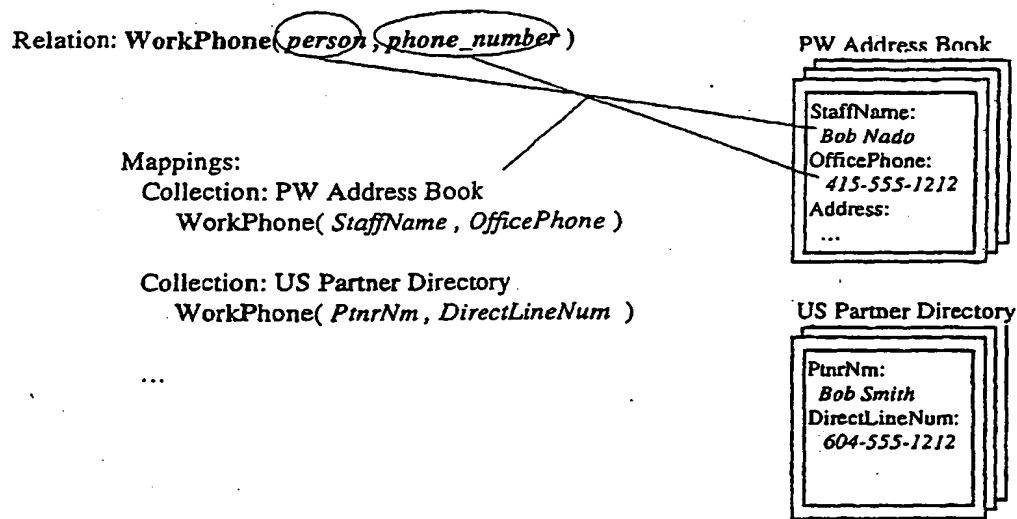 Relation: WorkPhone( person , phone_number )
Mappings:
Collection: PW Address Book
WorkPhone( StaffName , OfficePhone )
Collection: US Partner Directory
WorkPhone( PtnrNm , DirectLineNum )
...
PW Address Book
StaffName:
Bob Nado
OfficePhone:
415-555-1212
Address:
...
US Partner Directory
PtnrNm:
Bob Smith
DirectLineNum:
604-555-1212